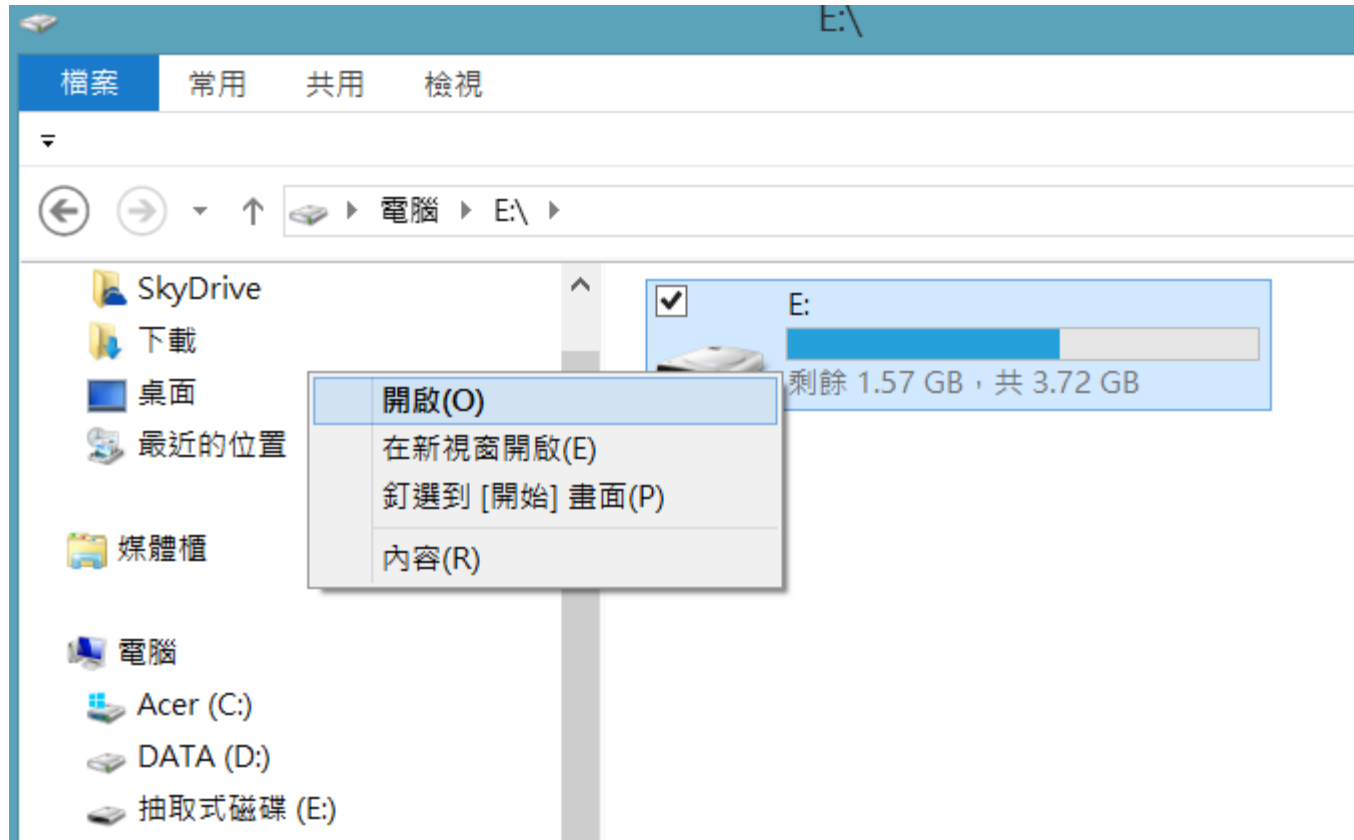 E:\
檔案 常用 共用 檢視
電腦 E:\
SkyDrive
下載
桌面
最近的位置
媒體櫃
電腦
Acer (C:)
DATA (D:)
抽取式磁碟 (E:)
E:
剩餘 1.57 GB，共 3.72 GB
開啟(O)
在新視窗開啟(E)
釘選到 [開始] 畫面(P)
內容(R)